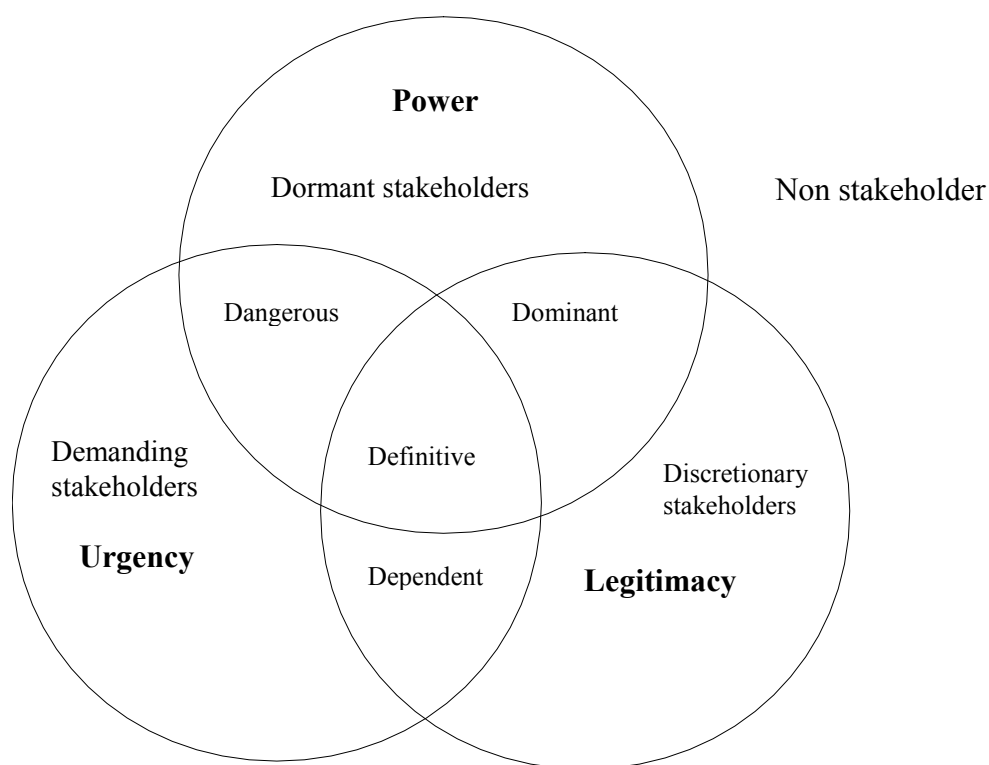 Power
Dormant stakeholders
Non stakeholder
Dangerous
Dominant
Demanding
stakeholders
Definitive
Discretionary
stakeholders
Urgency
Dependent
Legitimacy